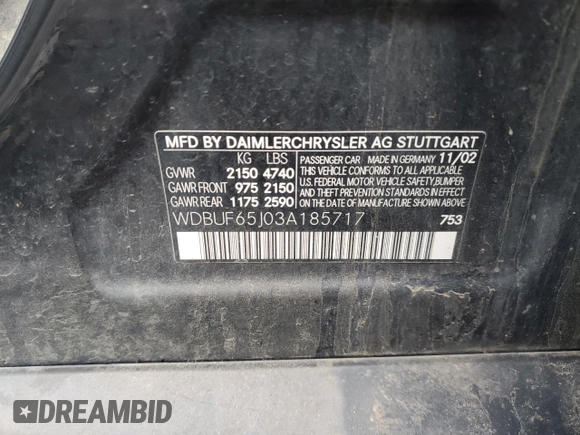 MFD BY DAIMLERCHRYSLER AG STUTTGART
KG LBS
GVWR 2150 4740
GAWR FRONT 975 2150
GAWR REAR 1175 2590
PASSENGER CAR MADE IN GERMANY 11/02
THIS VEHICLE CONFORMS TO ALL APPLICABLE
U.S. FEDERAL MOTOR VEHICLE SAFETY, BUMPER
AND THEFT PREVENTION STANDARDS IN EFFECT
ON THE DATE OF MANUFACTURE SHOWN ABOVE
WDBUF65J03A185717
753
DREAMBID